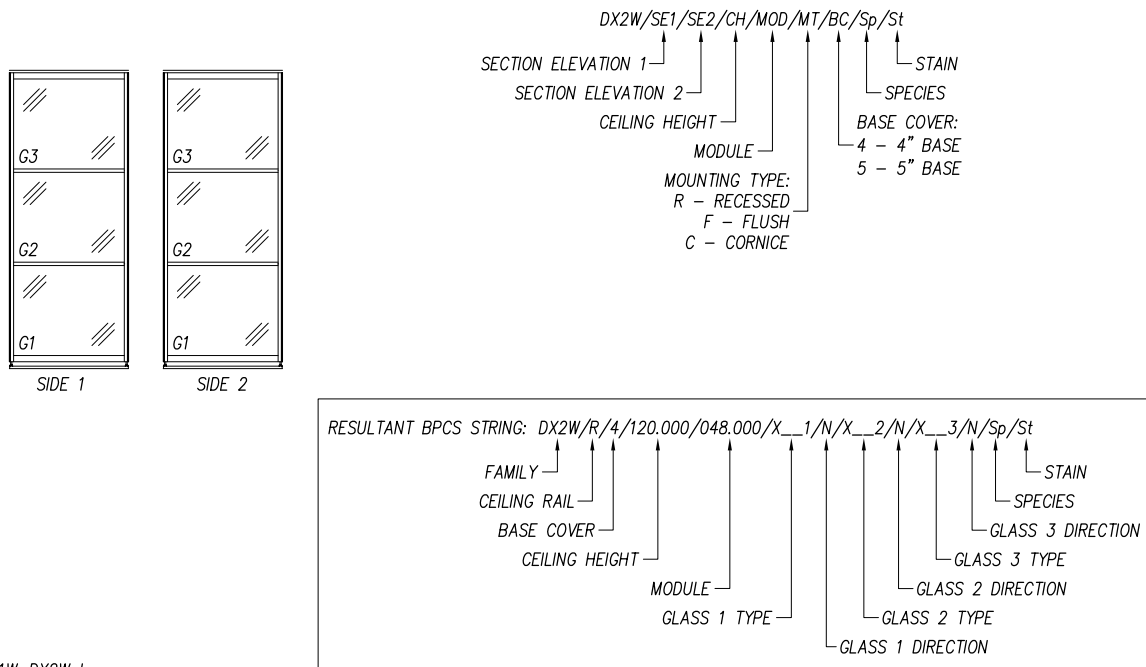 DX2W/SE1/SE2/CH/MOD/MT/BC/Sp/St
SECTION ELEVATION 1
STAIN
SECTION ELEVATION 2
SPECIES
CEILING HEIGHT
BASE COVER:
MODULE
4 – 4" BASE
5 – 5" BASE
MOUNTING TYPE:
R – RECESSED
F – FLUSH
C – CORNICE
G3
G3
G2
G2
G1
G1
SIDE 1
SIDE 2
RESULTANT BPCS STRING: DX2W/R/4/120.000/048.000/X__1/N/X__2/N/X__3/N/Sp/St
FAMILY
STAIN
CEILING RAIL
SPECIES
BASE COVER
GLASS 3 DIRECTION
CEILING HEIGHT
GLASS 3 TYPE
MODULE
GLASS 2 DIRECTION
GLASS 1 TYPE
GLASS 2 TYPE
GLASS 1 DIRECTION